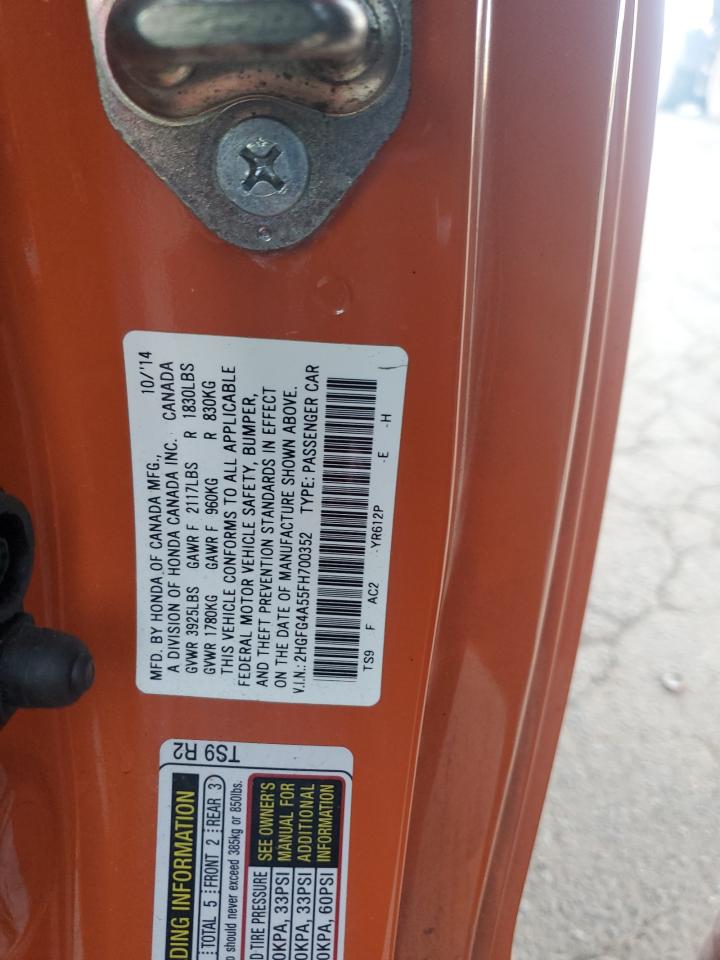 MFD. BY HONDA OF CANADA MFG., 10/'14
A DIVISION OF HONDA CANADA INC. CANADA
GVWR 3925LBS GAWR F 2117LBS R 1830LBS
GVWR 1780KG GAWR F 960KG R 830KG
THIS VEHICLE CONFORMS TO ALL APPLICABLE
FEDERAL MOTOR VEHICLE SAFETY, BUMPER,
AND THEFT PREVENTION STANDARDS IN EFFECT
ON THE DATE OF MANUFACTURE SHOWN ABOVE.
V.I.N.: 2HGFG4A55FH700352 TYPE: PASSENGER CAR
TS9 F AC2 -YR612P -E -H
TS9 R2
DING INFORMATION
TOTAL 5 FRONT 2 REAR 3
o should never exceed 385kg or 850lbs.
D TIRE PRESSURE
SEE OWNER'S
MANUAL FOR
ADDITIONAL
INFORMATION
0KPA, 33PSI
0KPA, 33PSI
0KPA, 60PSI